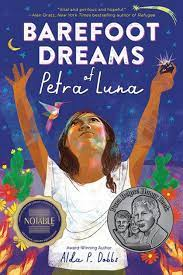 "Vital and perilous and hopeful."
—Alan Gratz, New York Times bestselling author of Refugee
BAREFOOT
DREAMS
of
Petra Luna
NOTABLE
Award-Winning Author
Alda P. Dobbs